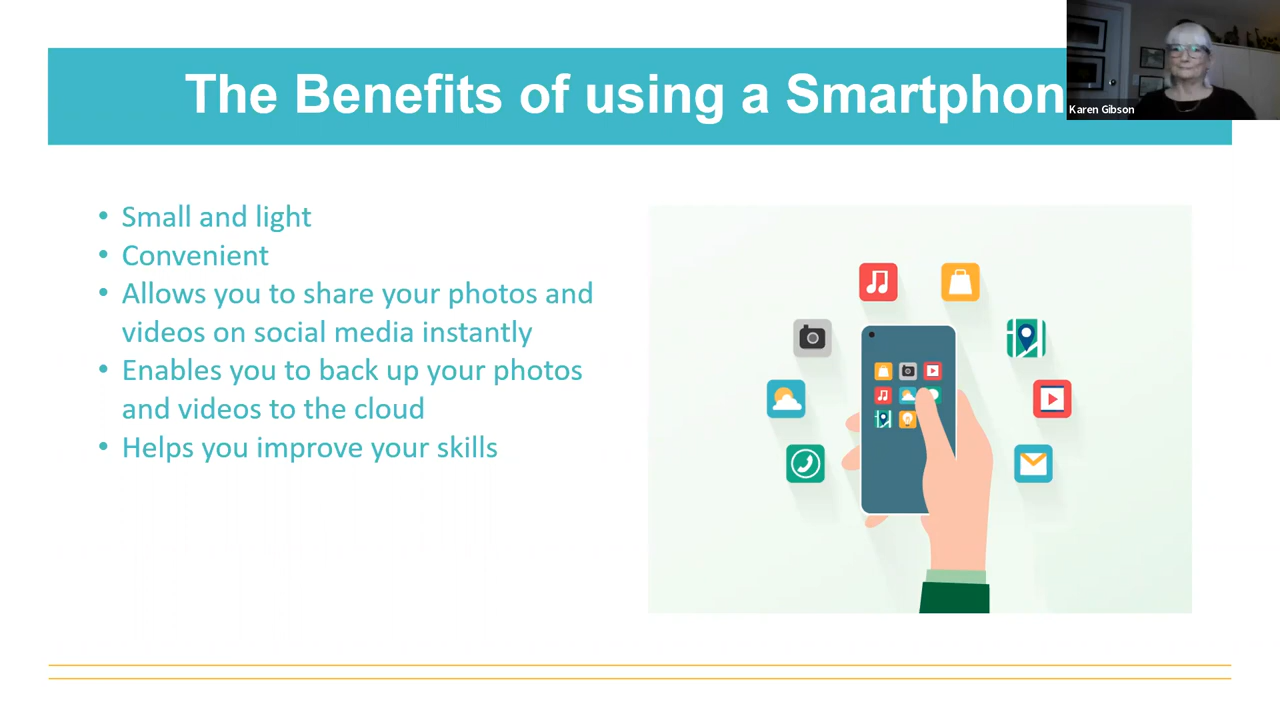 The Benefits of using a Smartphon
Karen Gibson
• Small and light
• Convenient
• Allows you to share your photos and
videos on social media instantly
• Enables you to back up your photos
and videos to the cloud
• Helps you improve your skills